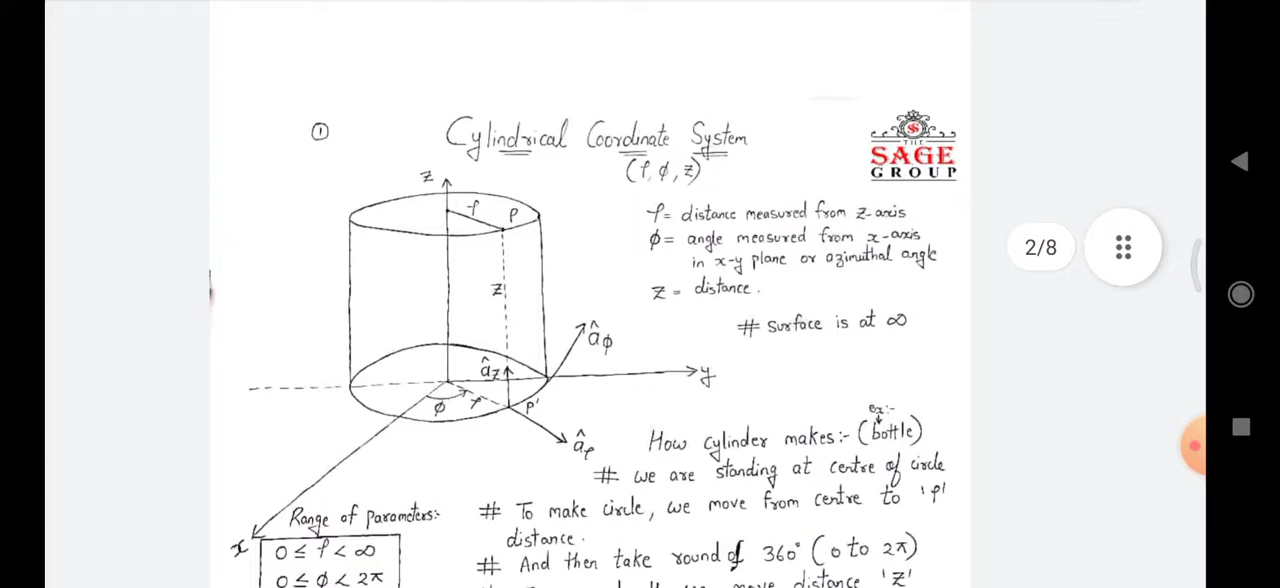 ①
Cylindrical Coordinate System
(ρ, φ, z)
THE
SAGE
GROUP
z
ρ
P
ρ = distance measured from z-axis
φ = angle measured from x-axis
in x-y plane or azimuthal angle
z = distance.
2/8
z
# Surface is at ∞
âφ
âz
y
φ
ρ
P'
âρ
ex:-
How cylinder makes:- (bottle)
# we are standing at centre of circle
# To make circle, we move from centre to 'ρ'
distance.
Range of parameters:-
x
0 ≤ ρ < ∞
# And then take round of 360° (0 to 2π)
0 ≤ φ < 2π
move distance 'z'